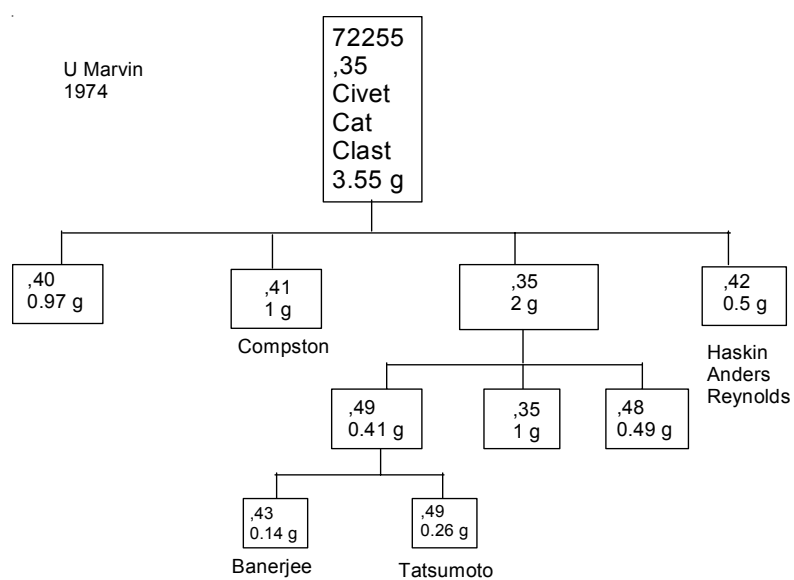 U Marvin
1974
72255
,35
Civet
Cat
Clast
3.55 g
,40
0.97 g
,41
1 g
Compston
,35
2 g
,42
0.5 g
Haskin
Anders
Reynolds
,49
0.41 g
,35
1 g
,48
0.49 g
,43
0.14 g
Banerjee
,49
0.26 g
Tatsumoto